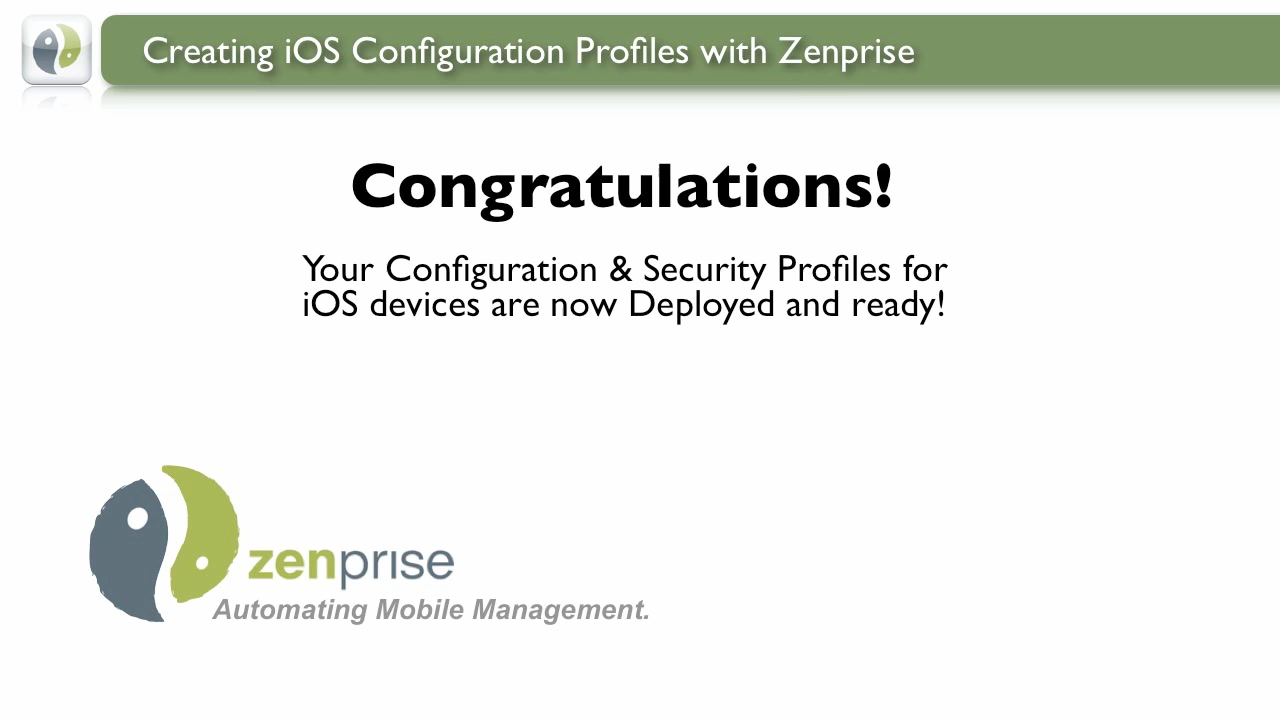 Creating iOS Configuration Profiles with Zenprise
Congratulations!
Your Configuration & Security Profiles for
iOS devices are now Deployed and ready!
zenprise
Automating Mobile Management.